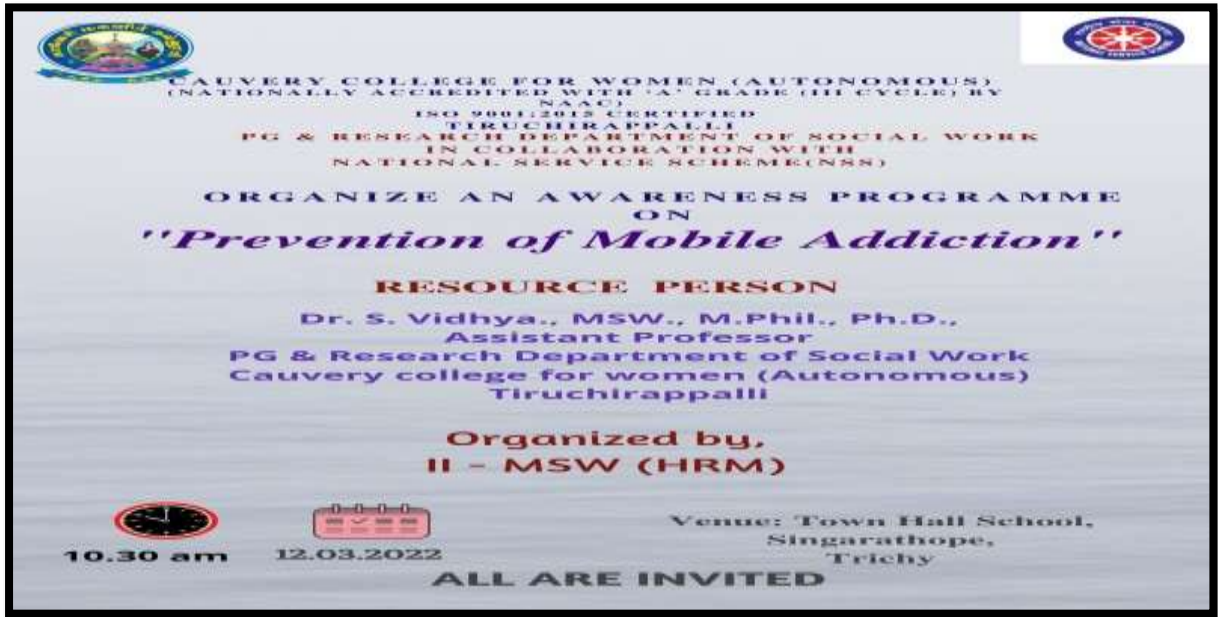 CAUVERY COLLEGE FOR WOMEN (AUTONOMOUS)
(NATIONALLY ACCREDITED WITH 'A' GRADE (III CYCLE) BY
NAAC)
ISO 9001:2015 CERTIFIED
TIRUCHIRAPPALLI
PG & RESEARCH DEPARTMENT OF SOCIAL WORK
IN COLLABORATION WITH
NATIONAL SERVICE SCHEME(NSS)
ORGANIZE AN AWARENESS PROGRAMME
ON
"Prevention of Mobile Addiction"
RESOURCE PERSON
Dr. S. Vidhya., MSW., M.Phil., Ph.D.,
Assistant Professor
PG & Research Department of Social Work
Cauvery college for women (Autonomous)
Tiruchirappalli
Organized by,
II - MSW (HRM)
10.30 am
12.03.2022
Venue: Town Hall School,
Singarathope,
Trichy
ALL ARE INVITED